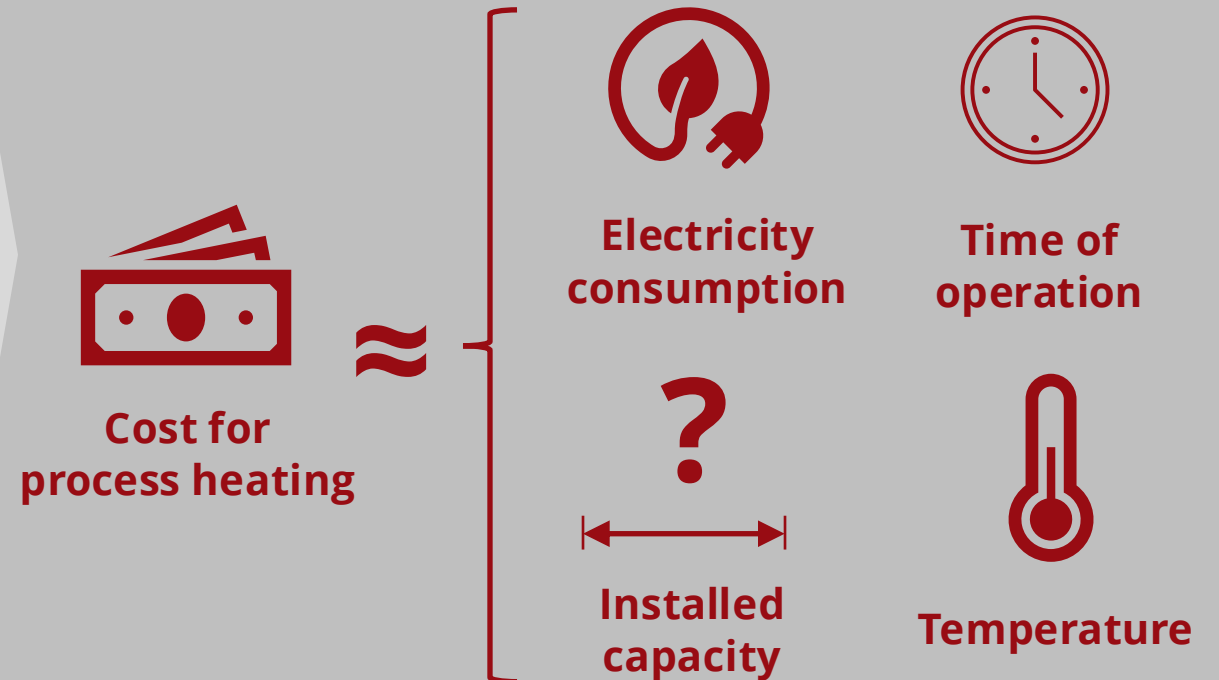 Cost for
process heating
≈
Electricity
consumption
Time of
operation
?
Installed
capacity
Temperature